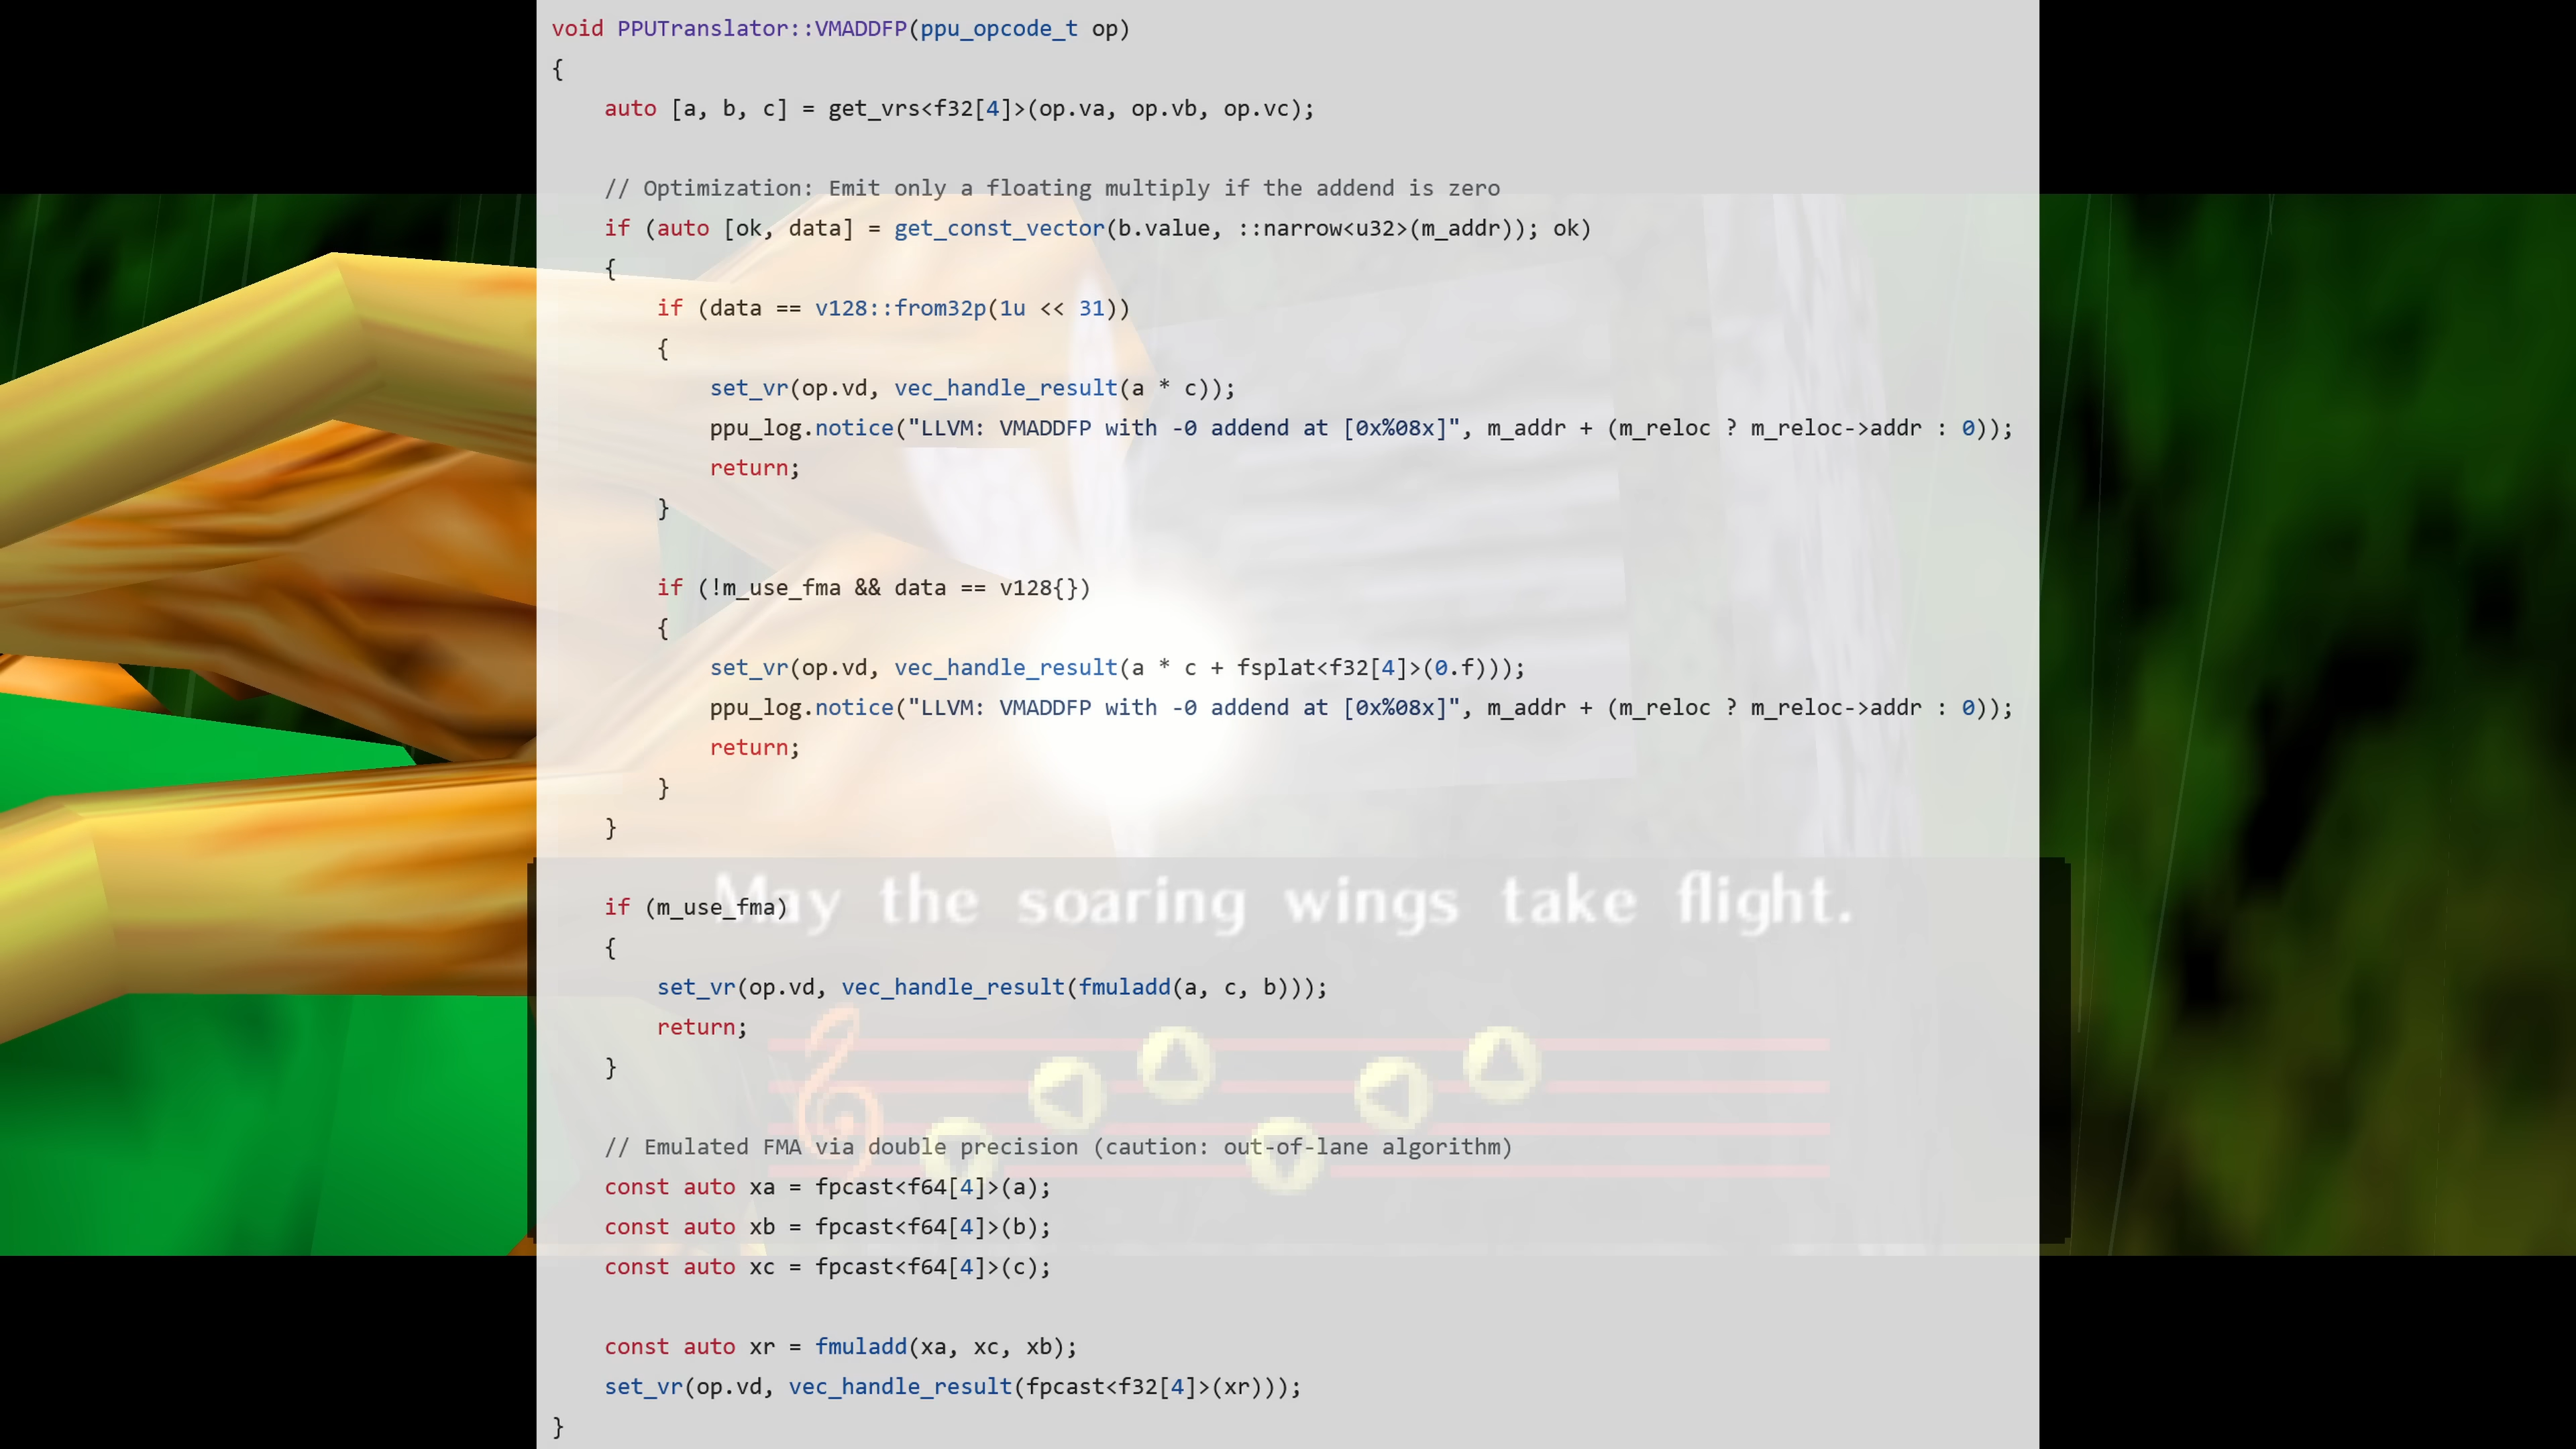 void PPUTranslator::VMADDFP(ppu_opcode_t op)
{
    auto [a, b, c] = get_vrs<f32[4]>(op.va, op.vb, op.vc);

    // Optimization: Emit only a floating multiply if the addend is zero
    if (auto [ok, data] = get_const_vector(b.value, ::narrow<u32>(m_addr)); ok)
    {
        if (data == v128::from32p(1u << 31))
        {
            set_vr(op.vd, vec_handle_result(a * c));
            ppu_log.notice("LLVM: VMADDFP with -0 addend at [0x%08x]", m_addr + (m_reloc ? m_reloc->addr : 0));
            return;
        }

        if (!m_use_fma && data == v128{})
        {
            set_vr(op.vd, vec_handle_result(a * c + fsplat<f32[4]>(0.f)));
            ppu_log.notice("LLVM: VMADDFP with -0 addend at [0x%08x]", m_addr + (m_reloc ? m_reloc->addr : 0));
            return;
        }
    }

May the soaring wings take flight.
    if (m_use_fma)
    {
        set_vr(op.vd, vec_handle_result(fmuladd(a, c, b)));
        return;
    }

    // Emulated FMA via double precision (caution: out-of-lane algorithm)
    const auto xa = fpcast<f64[4]>(a);
    const auto xb = fpcast<f64[4]>(b);
    const auto xc = fpcast<f64[4]>(c);

    const auto xr = fmuladd(xa, xc, xb);
    set_vr(op.vd, vec_handle_result(fpcast<f32[4]>(xr)));
}